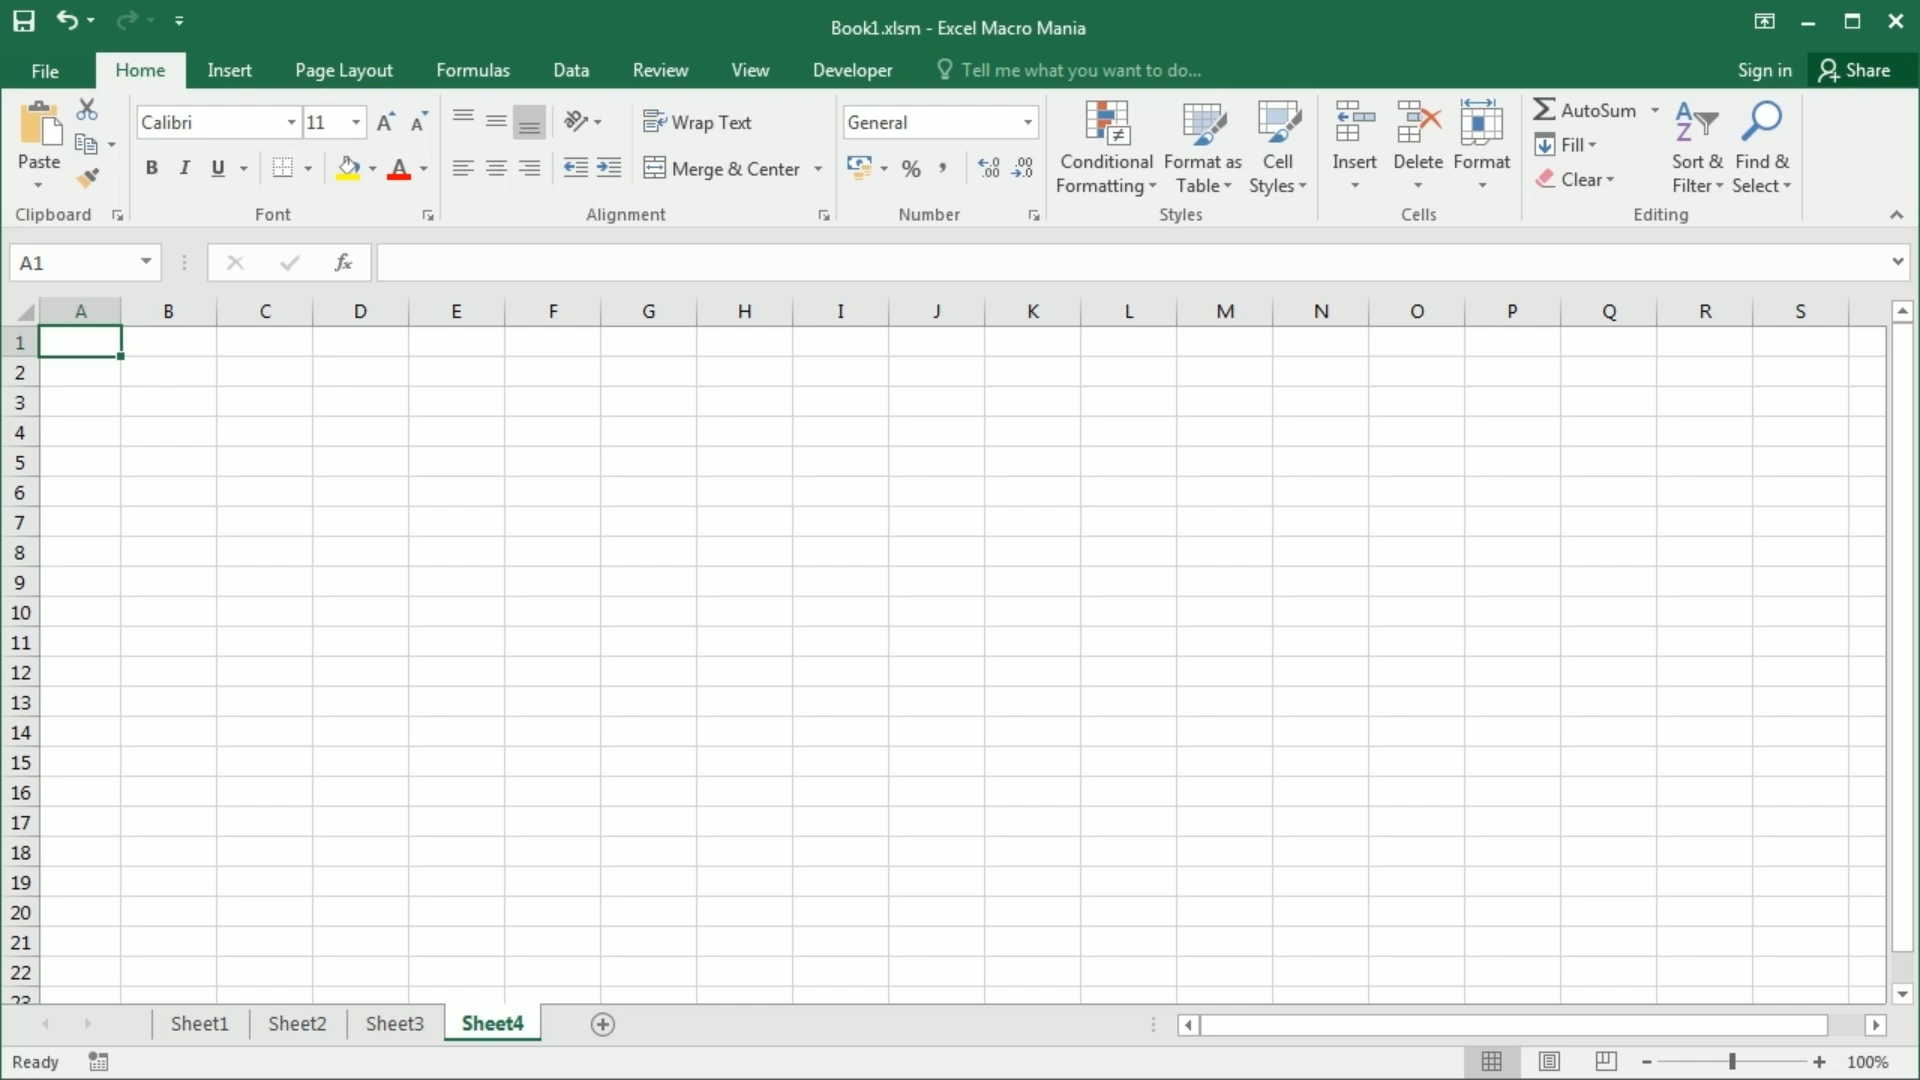 Book1.xlsm - Excel Macro Mania
File Home Insert Page Layout Formulas Data Review View Developer Tell me what you want to do... Sign in Share
Calibri 11 Wrap Text General AutoSum
Paste Conditional Formatting Format as Table Cell Styles Insert Delete Format Fill Sort & Filter Find & Select
B I U A Merge & Center % , Clear
Clipboard Font Alignment Number Styles Cells Editing
A1 fx
A B C D E F G H I J K L M N O P Q R S
1
2
3
4
5
6
7
8
9
10
11
12
13
14
15
16
17
18
19
20
21
22
23
Sheet1 Sheet2 Sheet3 Sheet4
Ready 100%